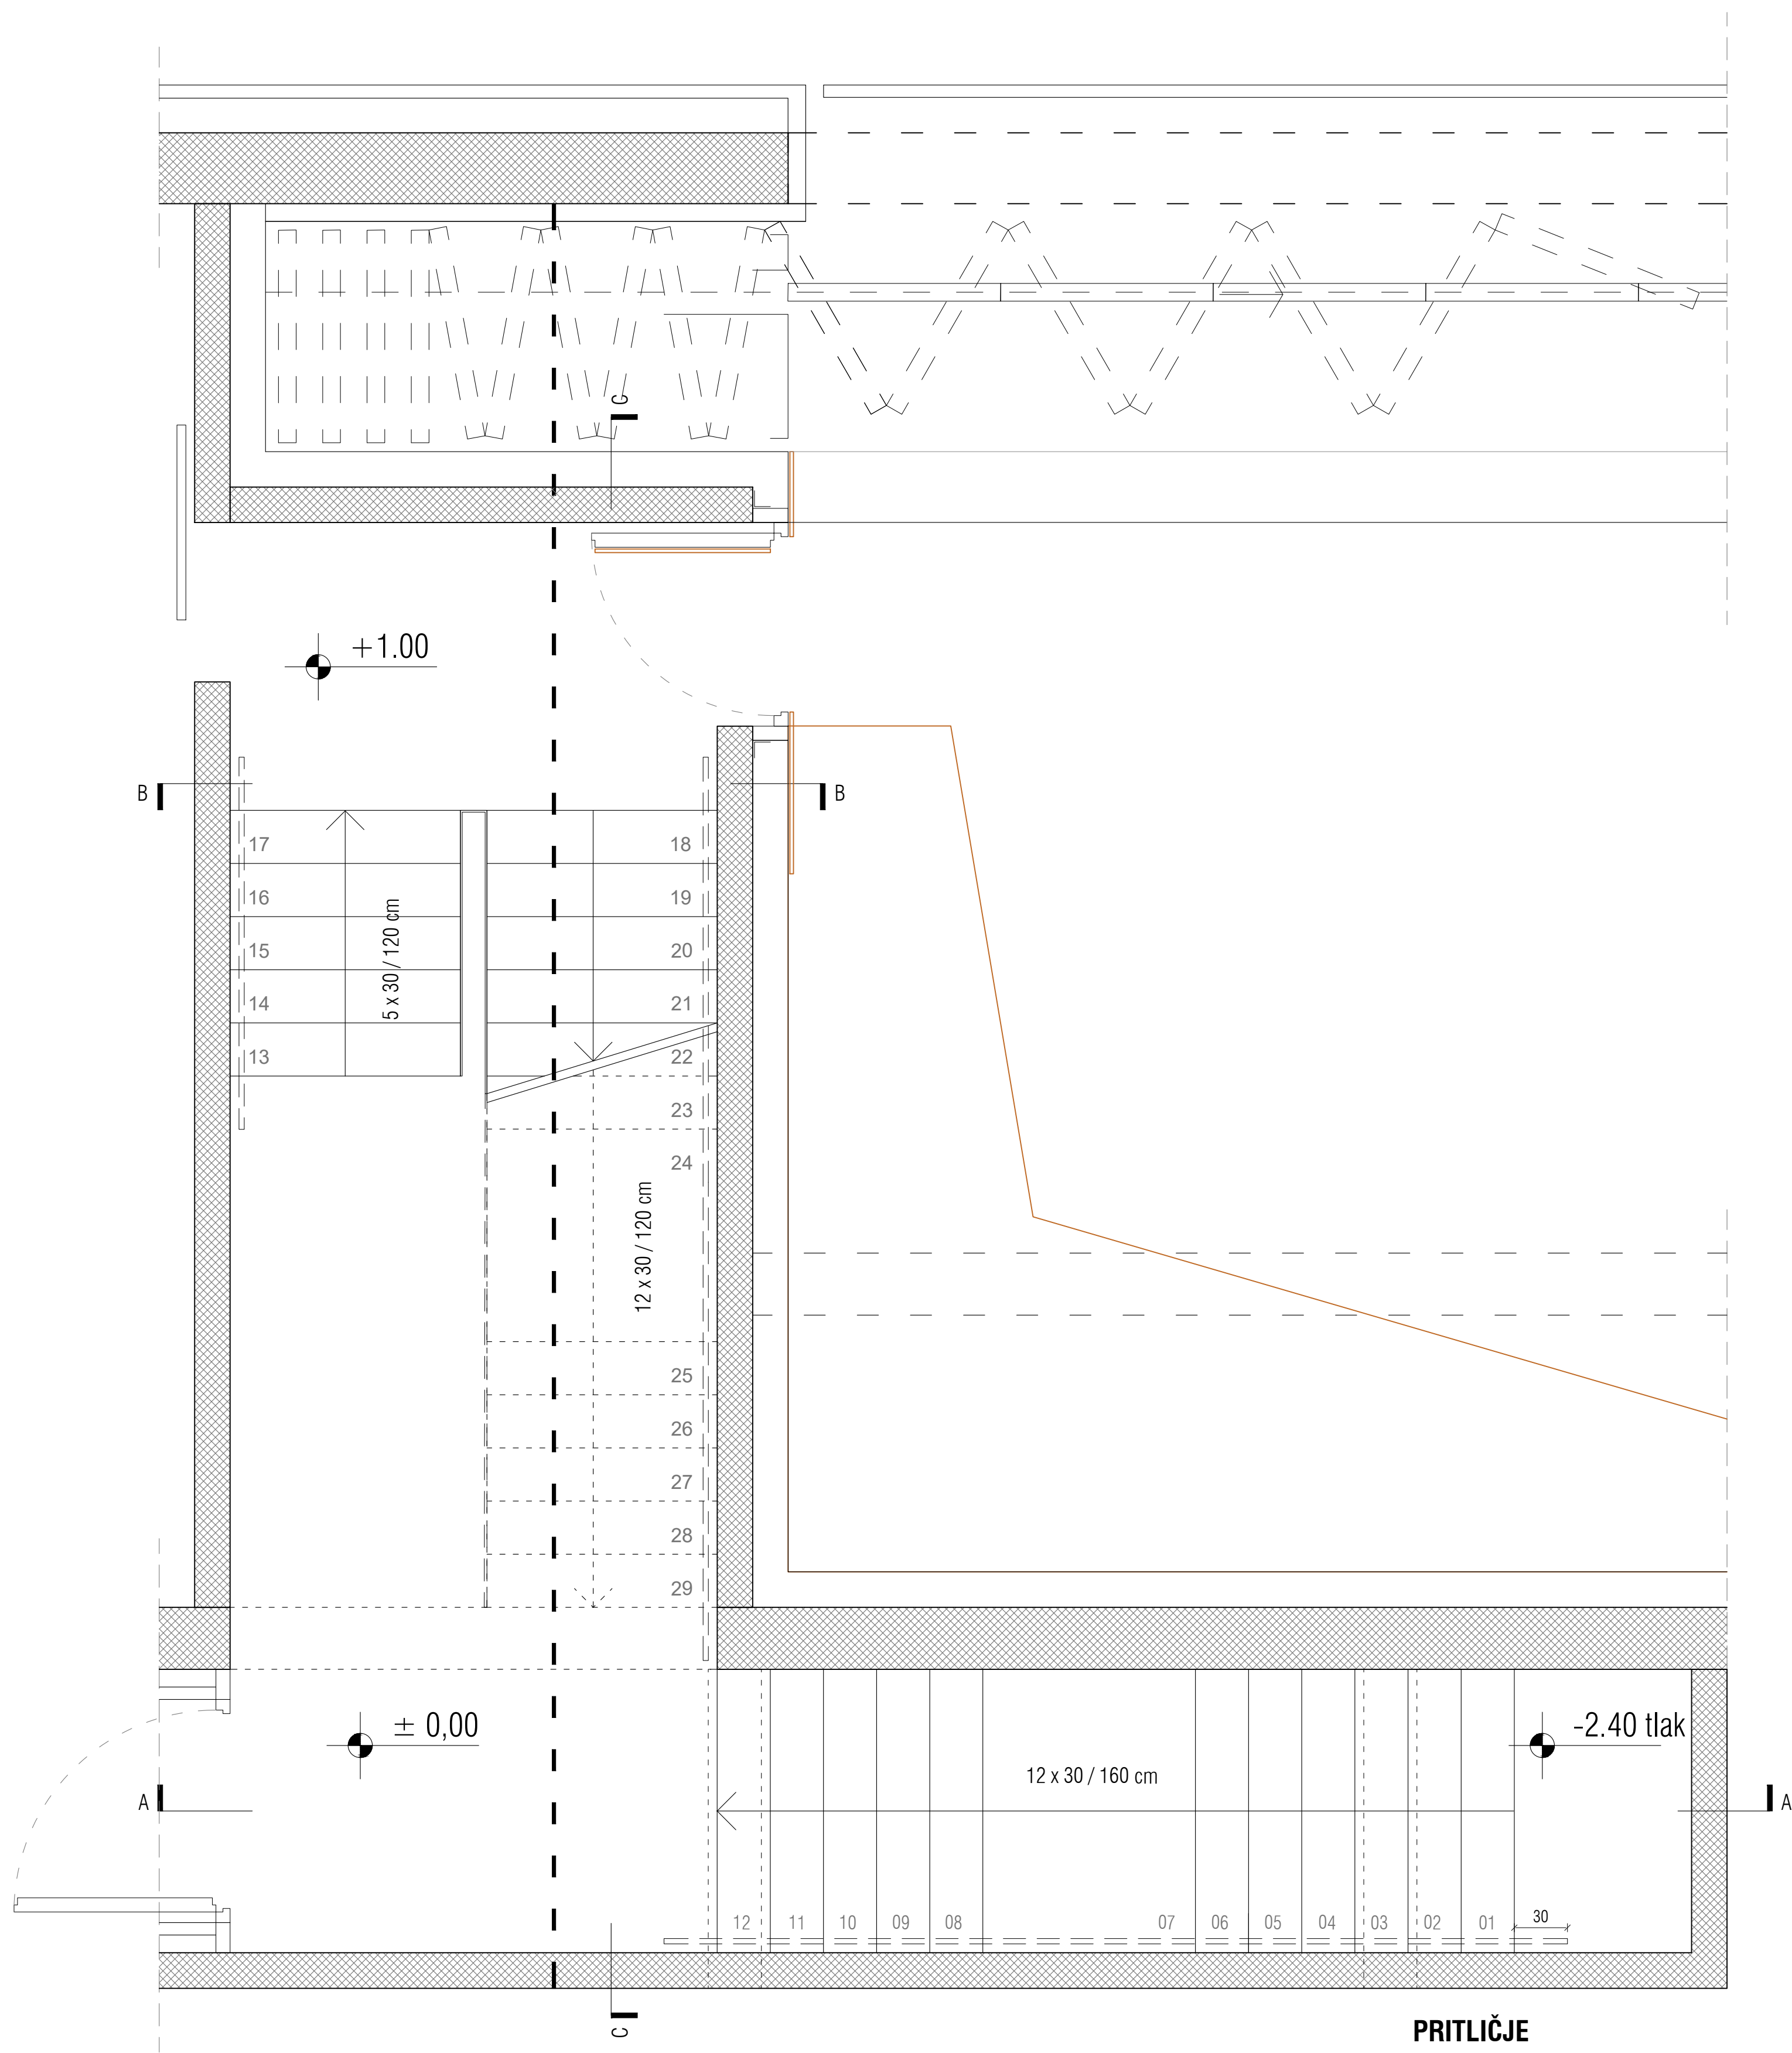 C
+1.00
B
B
17
18
16
19
5 x 30 / 120 cm
15
20
14
21
13
22
23
24
12 x 30 / 120 cm
25
26
27
28
29
± 0,00
-2.40 tlak
12 x 30 / 160 cm
A
A
12
11
10
09
08
07
06
05
04
03
02
01
30
C
PRITLIČJE